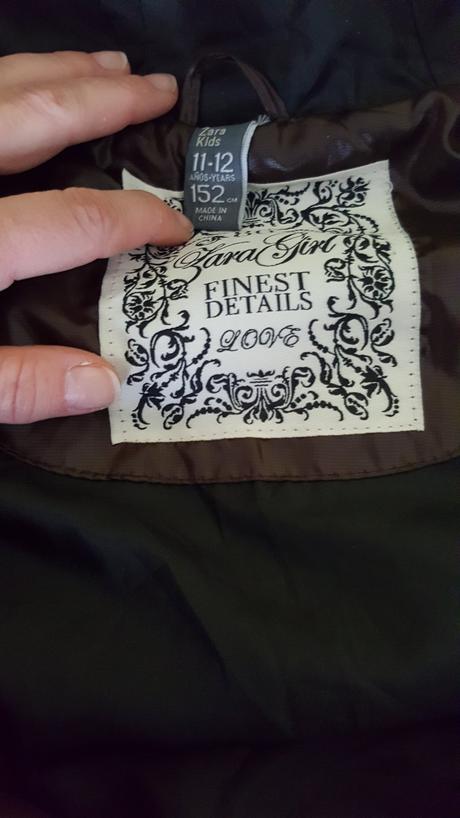 Zara
Kids
11-12
AÑOS-YEARS
152 CM
MADE IN
CHINA
Zara Girl
FINEST
DETAILS
LOVE